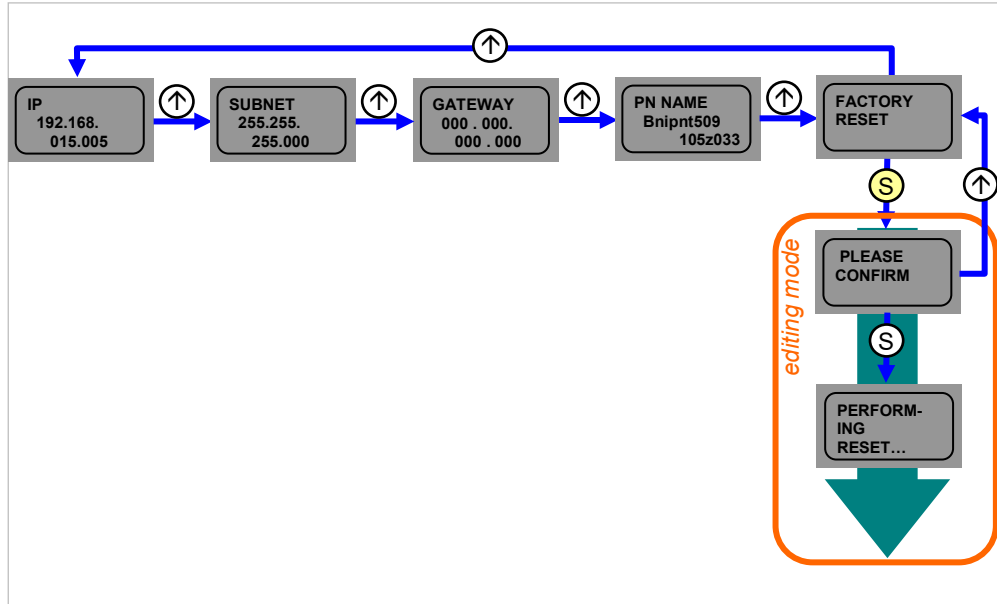 IP
192.168.
015.005
SUBNET
255.255.
255.000
GATEWAY
000 . 000.
000 . 000
PN NAME
Bnipnt509
105z033
FACTORY
RESET
S
editing mode
PLEASE
CONFIRM
S
PERFORM-
ING
RESET…